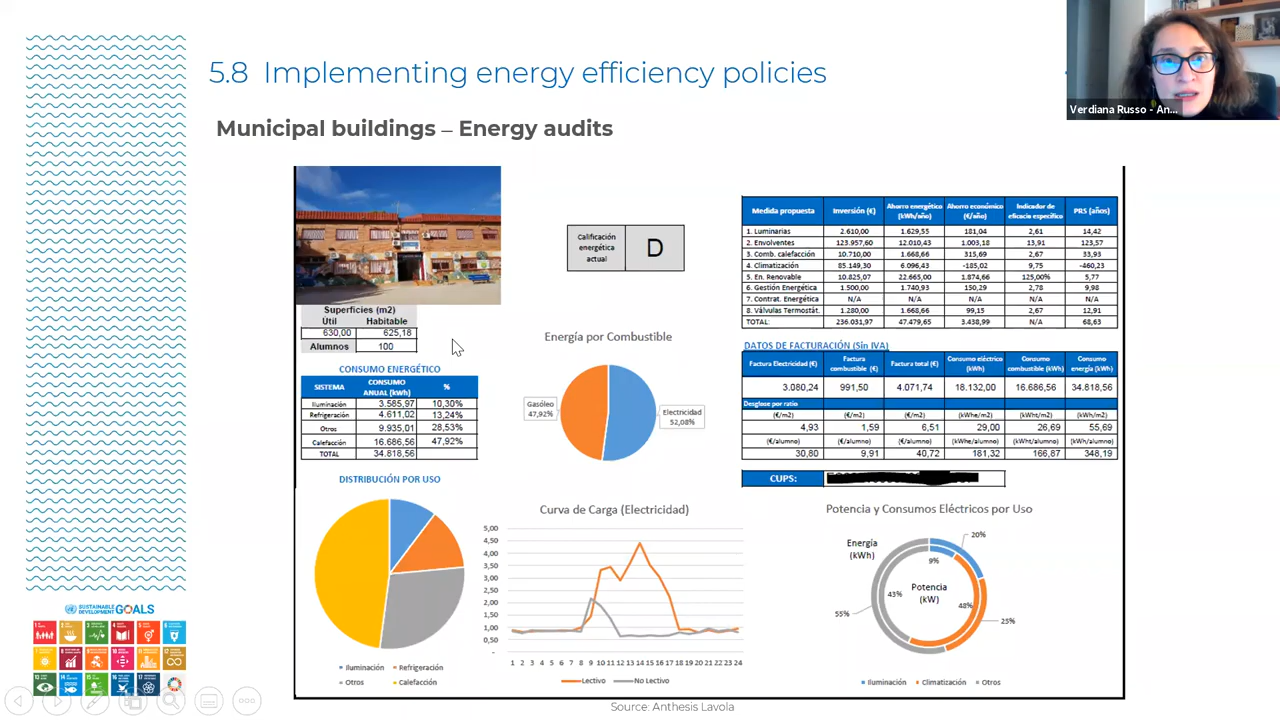 5.8 Implementing energy efficiency policies
Verdiana Russo - An...
Municipal buildings – Energy audits
Calificación energética actual D
Superficies (m2)
Útil Habitable
630,00 625,18
Alumnos 100
CONSUMO ENERGÉTICO
SISTEMA CONSUMO ANUAL (kWh) %
Iluminación 3.585,97 10,30%
Refrigeración 4.611,02 13,24%
Otros 9.935,01 28,53%
Calefacción 16.686,56 47,92%
TOTAL 34.818,56
DISTRIBUCIÓN POR USO
Iluminación Refrigeración
Otros Calefacción
Energía por Combustible
Gasóleo
47,92%
Electricidad
52,08%
Medida propuesta Inversión (€) Ahorro energético (kWh/año) Ahorro económico (€/año) Indicador de eficacia específico PRS (años)
1. Luminarias 2.610,00 1.629,55 181,04 2,61 14,42
2. Envolventes 123.957,60 12.010,43 1.003,18 13,91 123,57
3. Comb. calefacción 10.710,00 1.668,66 315,69 2,67 33,93
4. Climatización 85.149,30 6.096,43 -185,02 9,75 -460,23
5. En. Renovable 10.825,07 22.665,00 1.874,66 125,00% 5,77
6. Gestión Energética 1.500,00 1.740,93 150,29 2,78 9,98
7. Contrat. Energética N/A N/A N/A N/A N/A
8. Válvulas Termostát. 1.280,00 1.668,66 99,15 2,67 12,91
TOTAL: 236.031,97 47.479,65 3.438,99 N/A 68,63
DATOS DE FACTURACIÓN (Sin IVA)
Factura Electricidad (€) Factura combustible (€) Factura total (€) Consumo eléctrico (kWh) Consumo combustible (kWh) Consumo energía (kWh)
3.080,24 991,50 4.071,74 18.132,00 16.686,56 34.818,56
Desglose por ratio
(€/m2) (€/m2) (€/m2) (kWhe/m2) (kWht/m2) (kWh/m2)
4,93 1,59 6,51 29,00 26,69 55,69
(€/alumno) (€/alumno) (€/alumno) (kWhe/alumno) (kWht/alumno) (kWh/alumno)
30,80 9,91 40,72 181,32 166,87 348,19
CUPS:
Curva de Carga (Electricidad)
5,00
4,50
4,00
3,50
3,00
2,50
2,00
1,50
1,00
0,50
-
1 2 3 4 5 6 7 8 9 10 11 12 13 14 15 16 17 18 19 20 21 22 23 24
Lectivo No Lectivo
Potencia y Consumos Eléctricos por Uso
Energía
(kWh)
20%
9%
Potencia
(kW)
43%
48%
55%
25%
Iluminación Climatización Otros
SUSTAINABLE DEVELOPMENT GOALS
Source: Anthesis Lavola